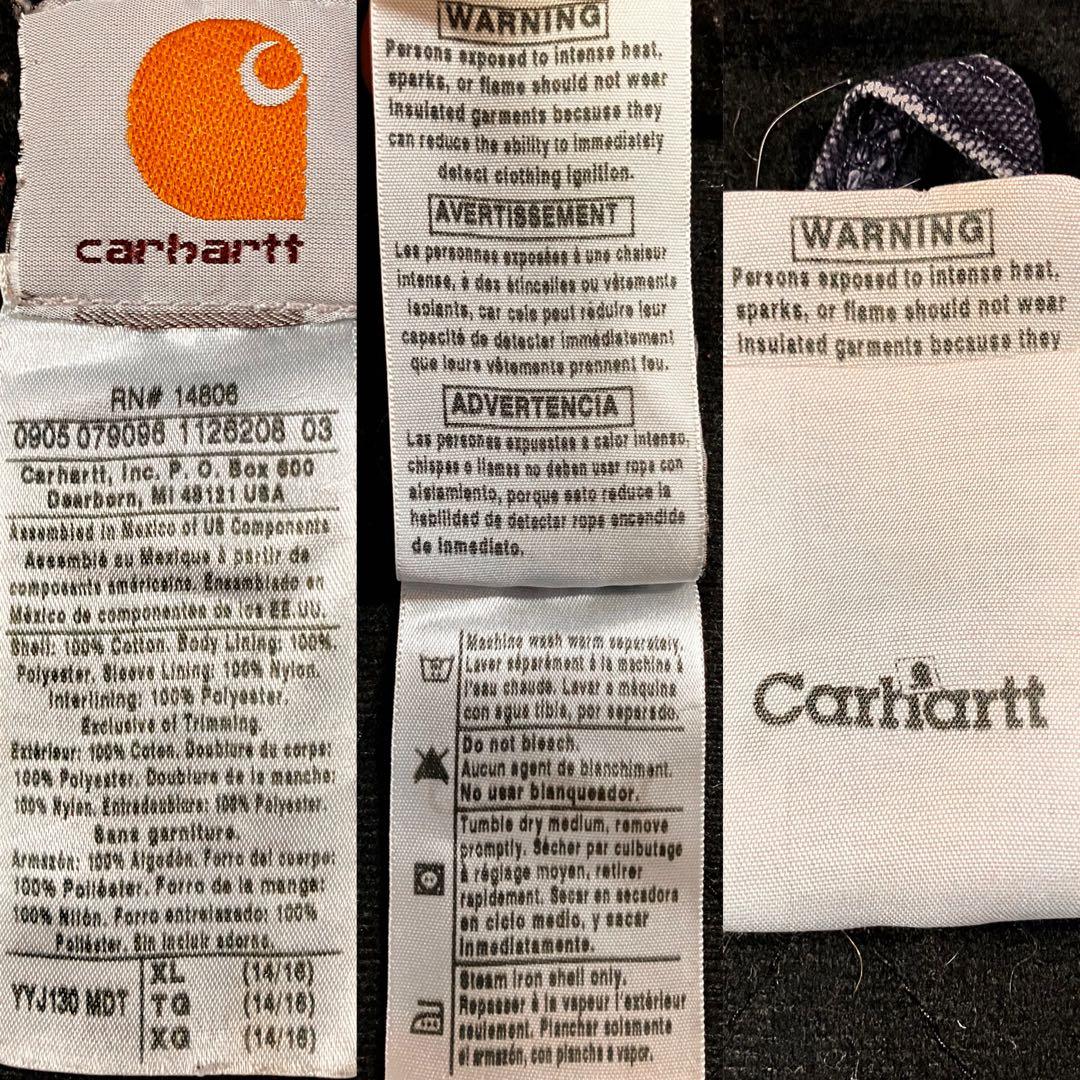 carhartt
RN# 14806
0905 079096 1126208 03
Carhartt, Inc. P. O. Box 600
Dearborn, MI 48121 USA
Assembled in Mexico of US Components
Assemblé au Mexique à partir de
composants américains. Ensamblado en
México de componentes de los EE.UU.
Shell: 100% Cotton. Body Lining: 100%
Polyester. Sleeve Lining: 100% Nylon.
Interlining: 100% Polyester.
Exclusive of Trimming.
Extérieur: 100% Coton. Doublure du corps:
100% Polyester. Doublure de la manche:
100% Nylon. Entredoublure: 100% Polyester.
Sans garniture.
Armazón: 100% Algodón. Forro del cuerpo:
100% Poliéster. Forro de la manga:
100% Nilón. Forro entrelazado: 100%
Poliéster. Sin incluir adorno.
YYJ130 MDT
XL (14/16)
TG (14/16)
XG (14/16)
WARNING
Persons exposed to intense heat,
sparks, or flame should not wear
insulated garments because they
can reduce the ability to immediately
detect clothing ignition.
AVERTISSEMENT
Les personnes exposées à une chaleur
intense, à des étincelles ou vêtements
isolants, car cela peut réduire leur
capacité de détecter immédiatement
que leurs vêtements prennent feu.
ADVERTENCIA
Las personas expuestas a calor intenso,
chispas o llamas no deben usar ropa con
aislamiento, porque esto reduce la
habilidad de detectar ropa encendida
de inmediato.
Machine wash warm separately.
Laver séparément à la machine à
l'eau chaude. Lavar a máquina
con agua tibia, por separado.
Do not bleach.
Aucun agent de blanchiment.
No usar blanqueador.
Tumble dry medium, remove
promptly. Sécher par culbutage
à réglage moyen, retirer
rapidement. Secar en secadora
en ciclo medio, y sacar
inmediatamente.
Steam iron shell only.
Repasser à la vapeur l'extérieur
seulement. Planchar solamente
el armazón, con plancha a vapor.
WARNING
Persons exposed to intense heat,
sparks, or flame should not wear
insulated garments because they
Carhartt